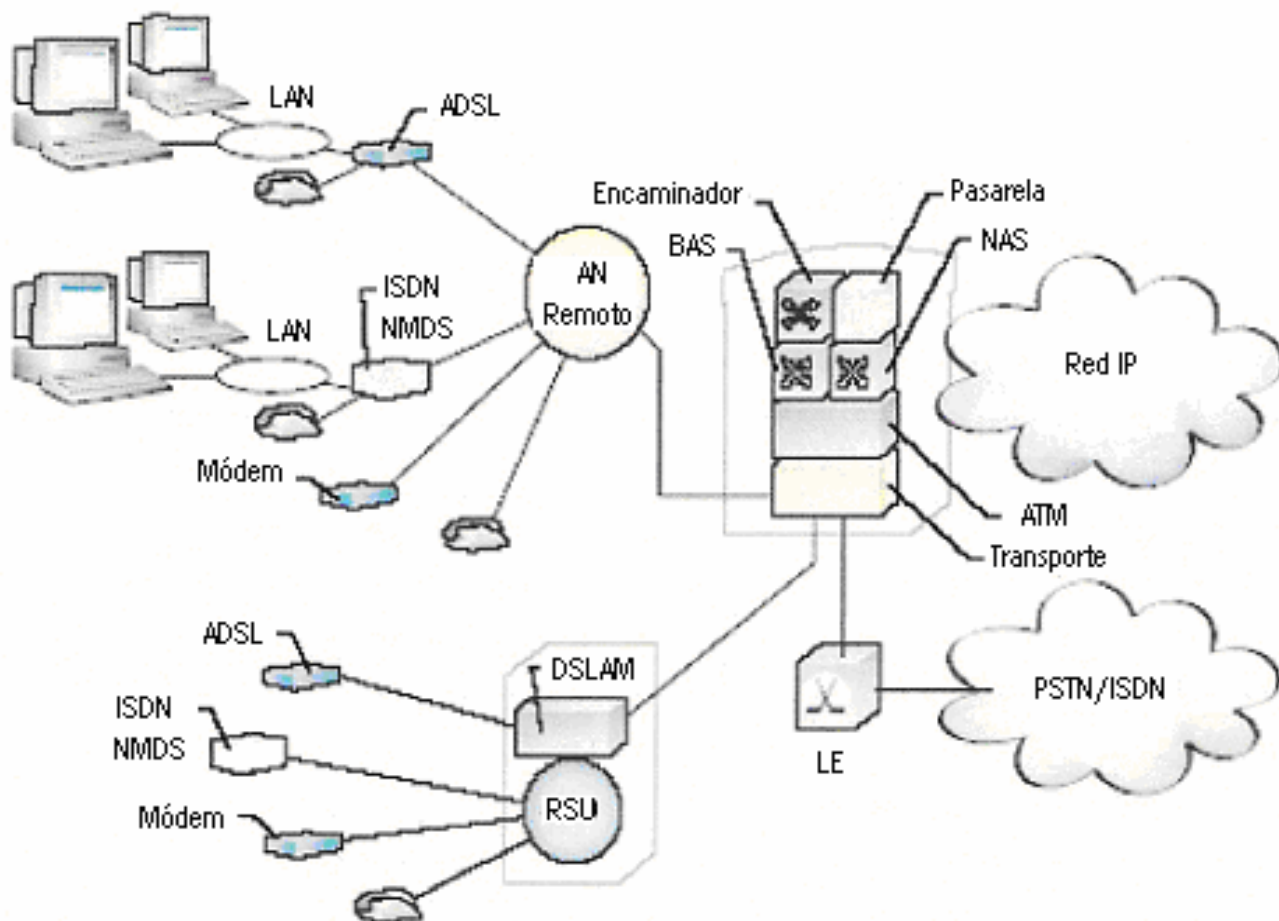 LAN
ADSL
Encaminador
Pasarela
BAS
NAS
AN
Remoto
ISDN
NMDS
LAN
Red IP
Módem
ATM
Transporte
ADSL
DSLAM
ISDN
NMDS
PSTN/ISDN
LE
Módem
RSU